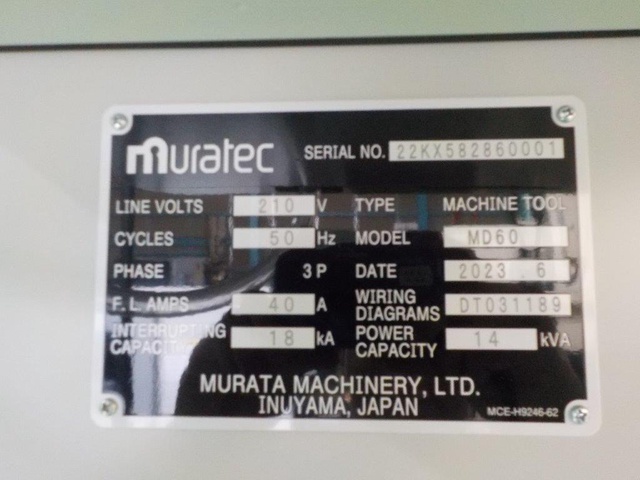 muratec SERIAL NO. 22KX582860001
LINE VOLTS 210 V TYPE MACHINE TOOL
CYCLES 50 Hz MODEL MD60
PHASE 3P DATE 2023.6
F.L. AMPS 40 A WIRING DIAGRAMS DT031189
INTERRUPTING CAPACITY 18 kA POWER CAPACITY 14 kVA
MURATA MACHINERY, LTD.
INUYAMA, JAPAN
MCE-H9246-62